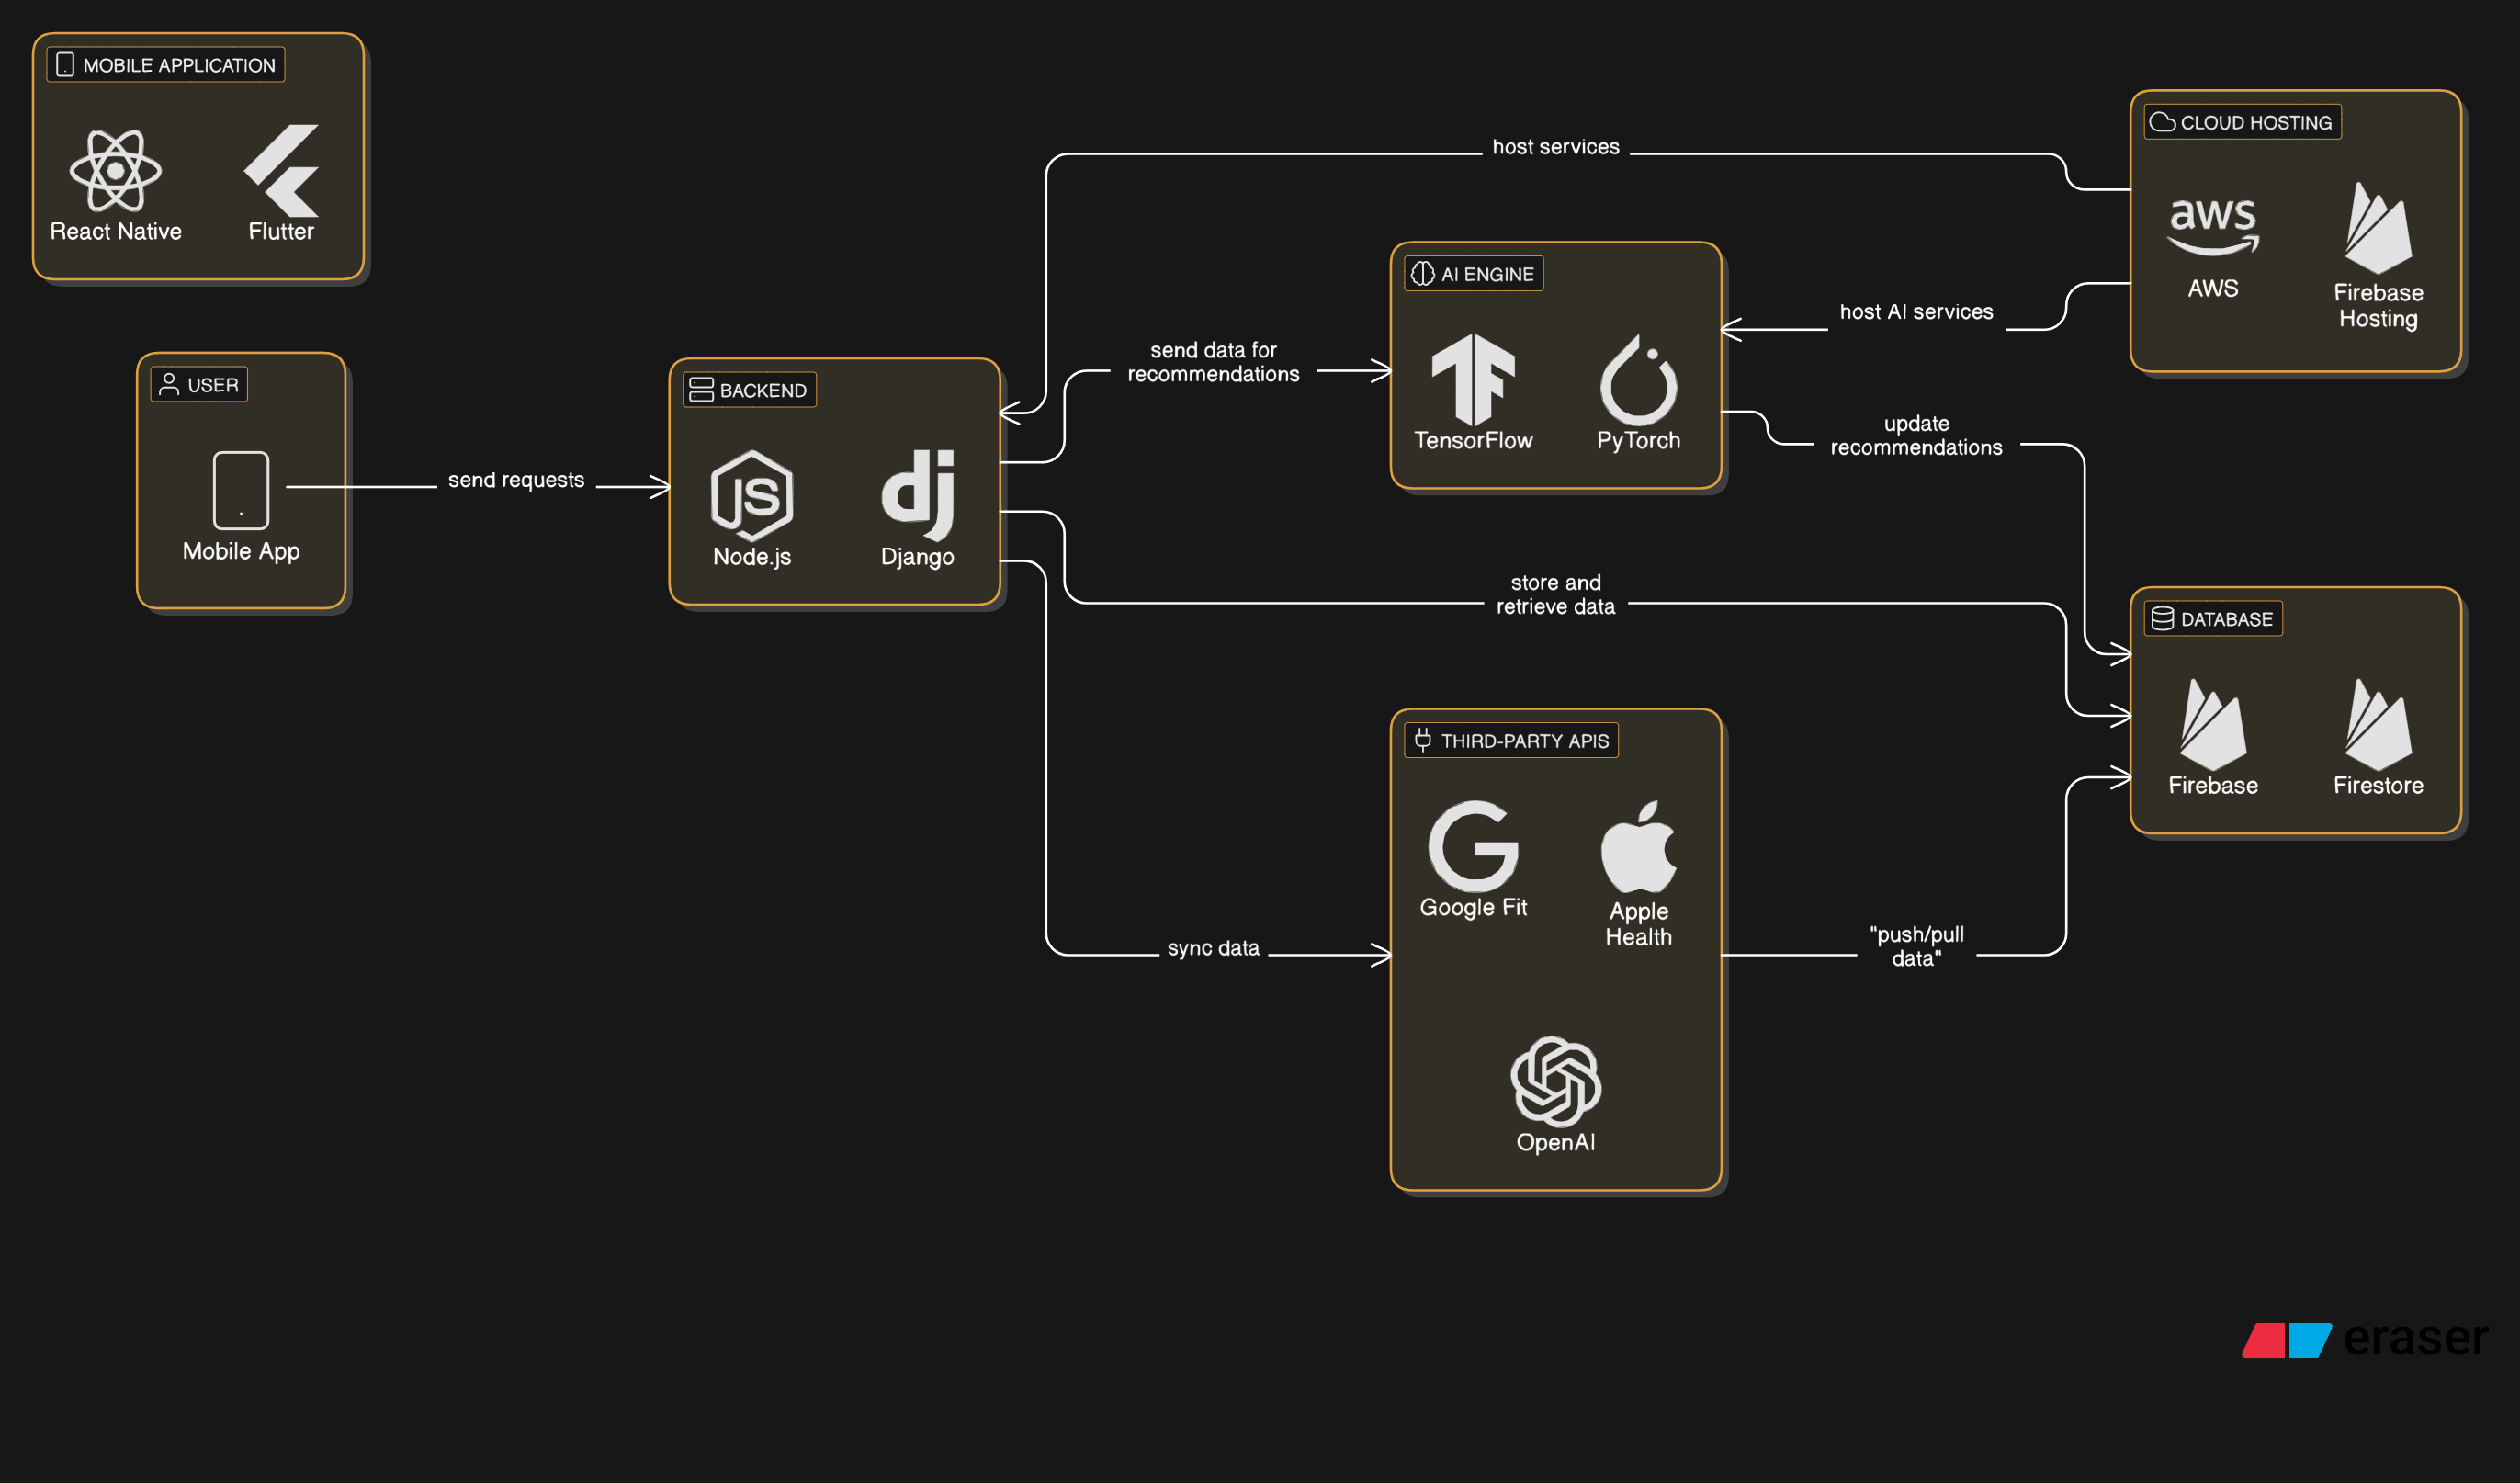 MOBILE APPLICATION
React Native
Flutter
USER
Mobile App
send requests
BACKEND
Node.js
Django
host services
send data for
recommendations
AI ENGINE
TensorFlow
PyTorch
CLOUD HOSTING
aws
AWS
Firebase
Hosting
host AI services
update
recommendations
store and
retrieve data
DATABASE
Firebase
Firestore
sync data
THIRD-PARTY APIS
Google Fit
Apple
Health
OpenAI
"push/pull
data"
eraser